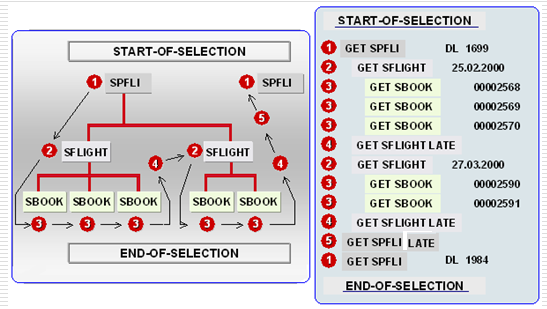 START-OF-SELECTION
1 SPFLI 1 SPFLI
5
2 SFLIGHT 4 2 SFLIGHT 4
SBOOK SBOOK SBOOK SBOOK SBOOK
3 3 3 3 3
END-OF-SELECTION
START-OF-SELECTION
1 GET SPFLI DL 1699
2 GET SFLIGHT 25.02.2000
3 GET SBOOK 00002568
3 GET SBOOK 00002569
3 GET SBOOK 00002570
4 GET SFLIGHT LATE
2 GET SFLIGHT 27.03.2000
3 GET SBOOK 00002590
3 GET SBOOK 00002591
4 GET SFLIGHT LATE
5 GET SPFLI LATE
1 GET SPFLI DL 1984
END-OF-SELECTION